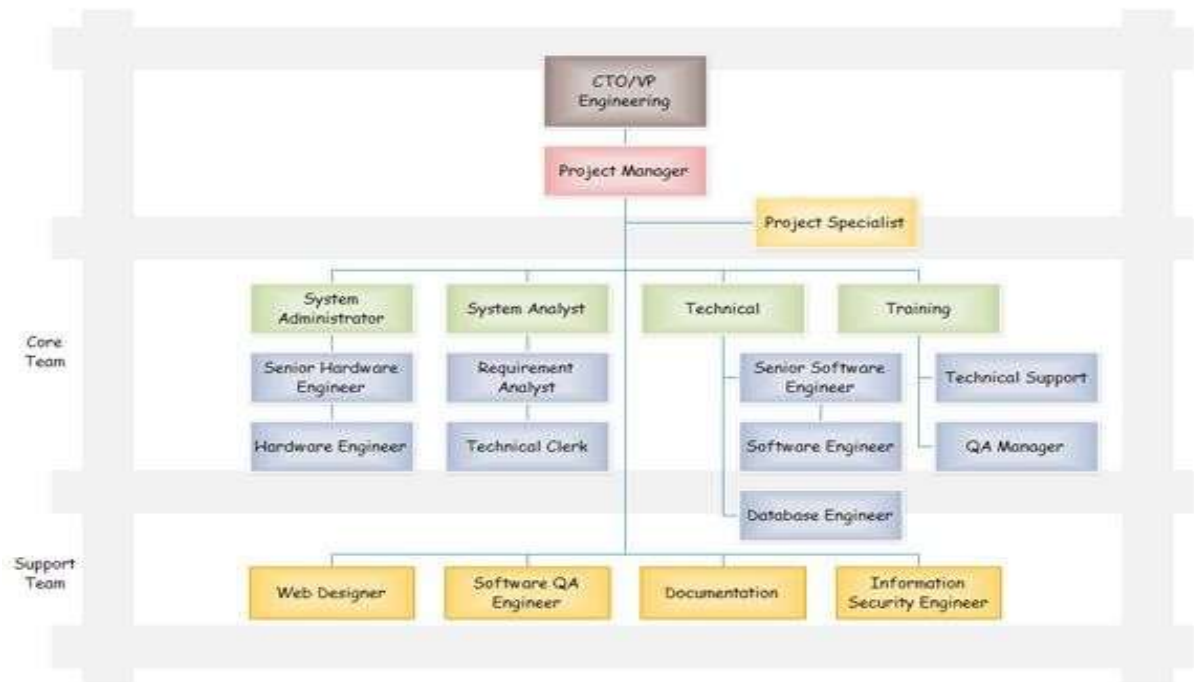 CTO/VP
Engineering
Project Manager
Project Specialist
System
Administrator
System Analyst
Technical
Training
Core
Team
Senior Hardware
Engineer
Requirement
Analyst
Senior Software
Engineer
Technical Support
Hardware Engineer
Technical Clerk
Software Engineer
QA Manager
Database Engineer
Support
Team
Web Designer
Software QA
Engineer
Documentation
Information
Security Engineer